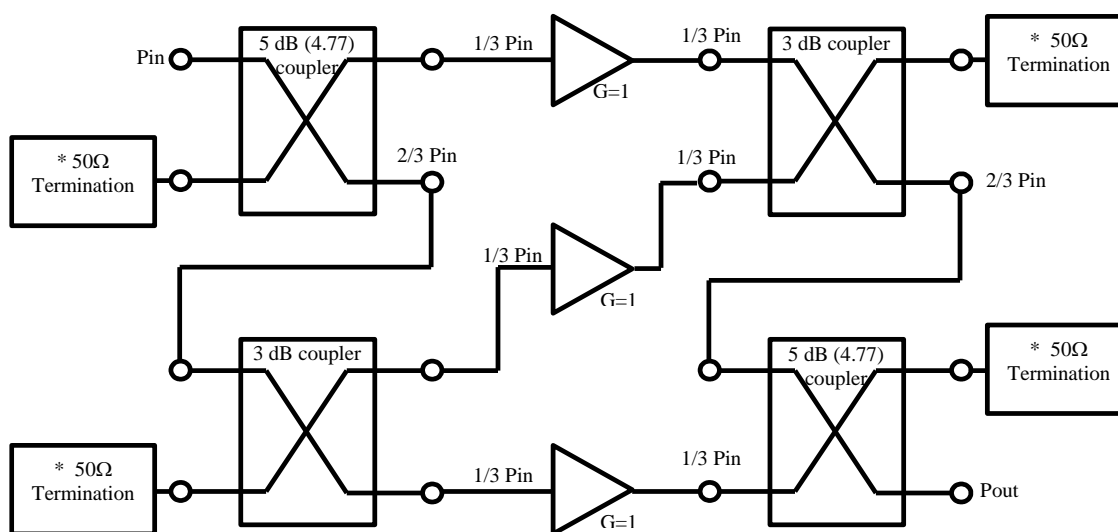 5 dB (4.77)
coupler
Pin
1/3 Pin
G=1
1/3 Pin
3 dB coupler
* 50Ω
Termination
* 50Ω
Termination
2/3 Pin
1/3 Pin
2/3 Pin
1/3 Pin
G=1
3 dB coupler
5 dB (4.77)
coupler
* 50Ω
Termination
* 50Ω
Termination
1/3 Pin
G=1
1/3 Pin
Pout